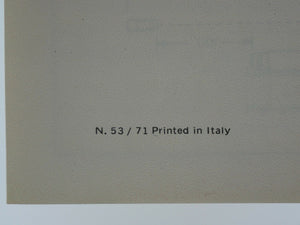 N. 53 / 71 Printed in Italy